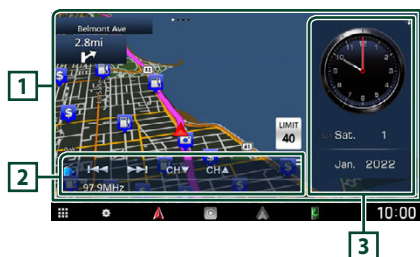 Belmont Ave
2.8mi
1
LIMIT
40
2
I◀◀ ▶▶I CH▼ CH▲
97.9MHz
Sat. 1
Jan. 2022
10:00
3